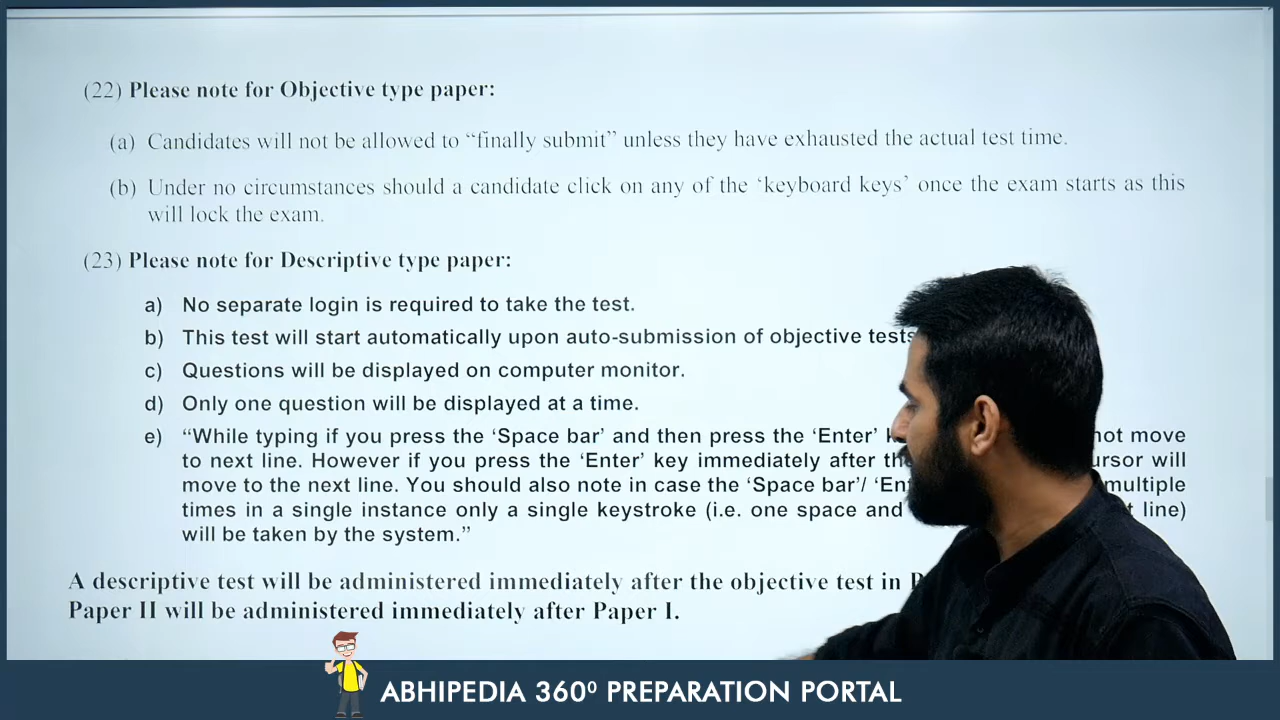 (22) Please note for Objective type paper:
(a) Candidates will not be allowed to “finally submit” unless they have exhausted the actual test time.
(b) Under no circumstances should a candidate click on any of the ‘keyboard keys’ once the exam starts as this
will lock the exam.
(23) Please note for Descriptive type paper:
a) No separate login is required to take the test.
b) This test will start automatically upon auto-submission of objective tests
c) Questions will be displayed on computer monitor.
d) Only one question will be displayed at a time.
e) “While typing if you press the ‘Space bar’ and then press the ‘Enter’ not move
to next line. However if you press the ‘Enter’ key immediately after will
move to the next line. You should also note in case the ‘Space bar’/ multiple
times in a single instance only a single keystroke (i.e. one space and line)
will be taken by the system.”
A descriptive test will be administered immediately after the objective test in
Paper II will be administered immediately after Paper I.
ABHIPEDIA 360⁰ PREPARATION PORTAL